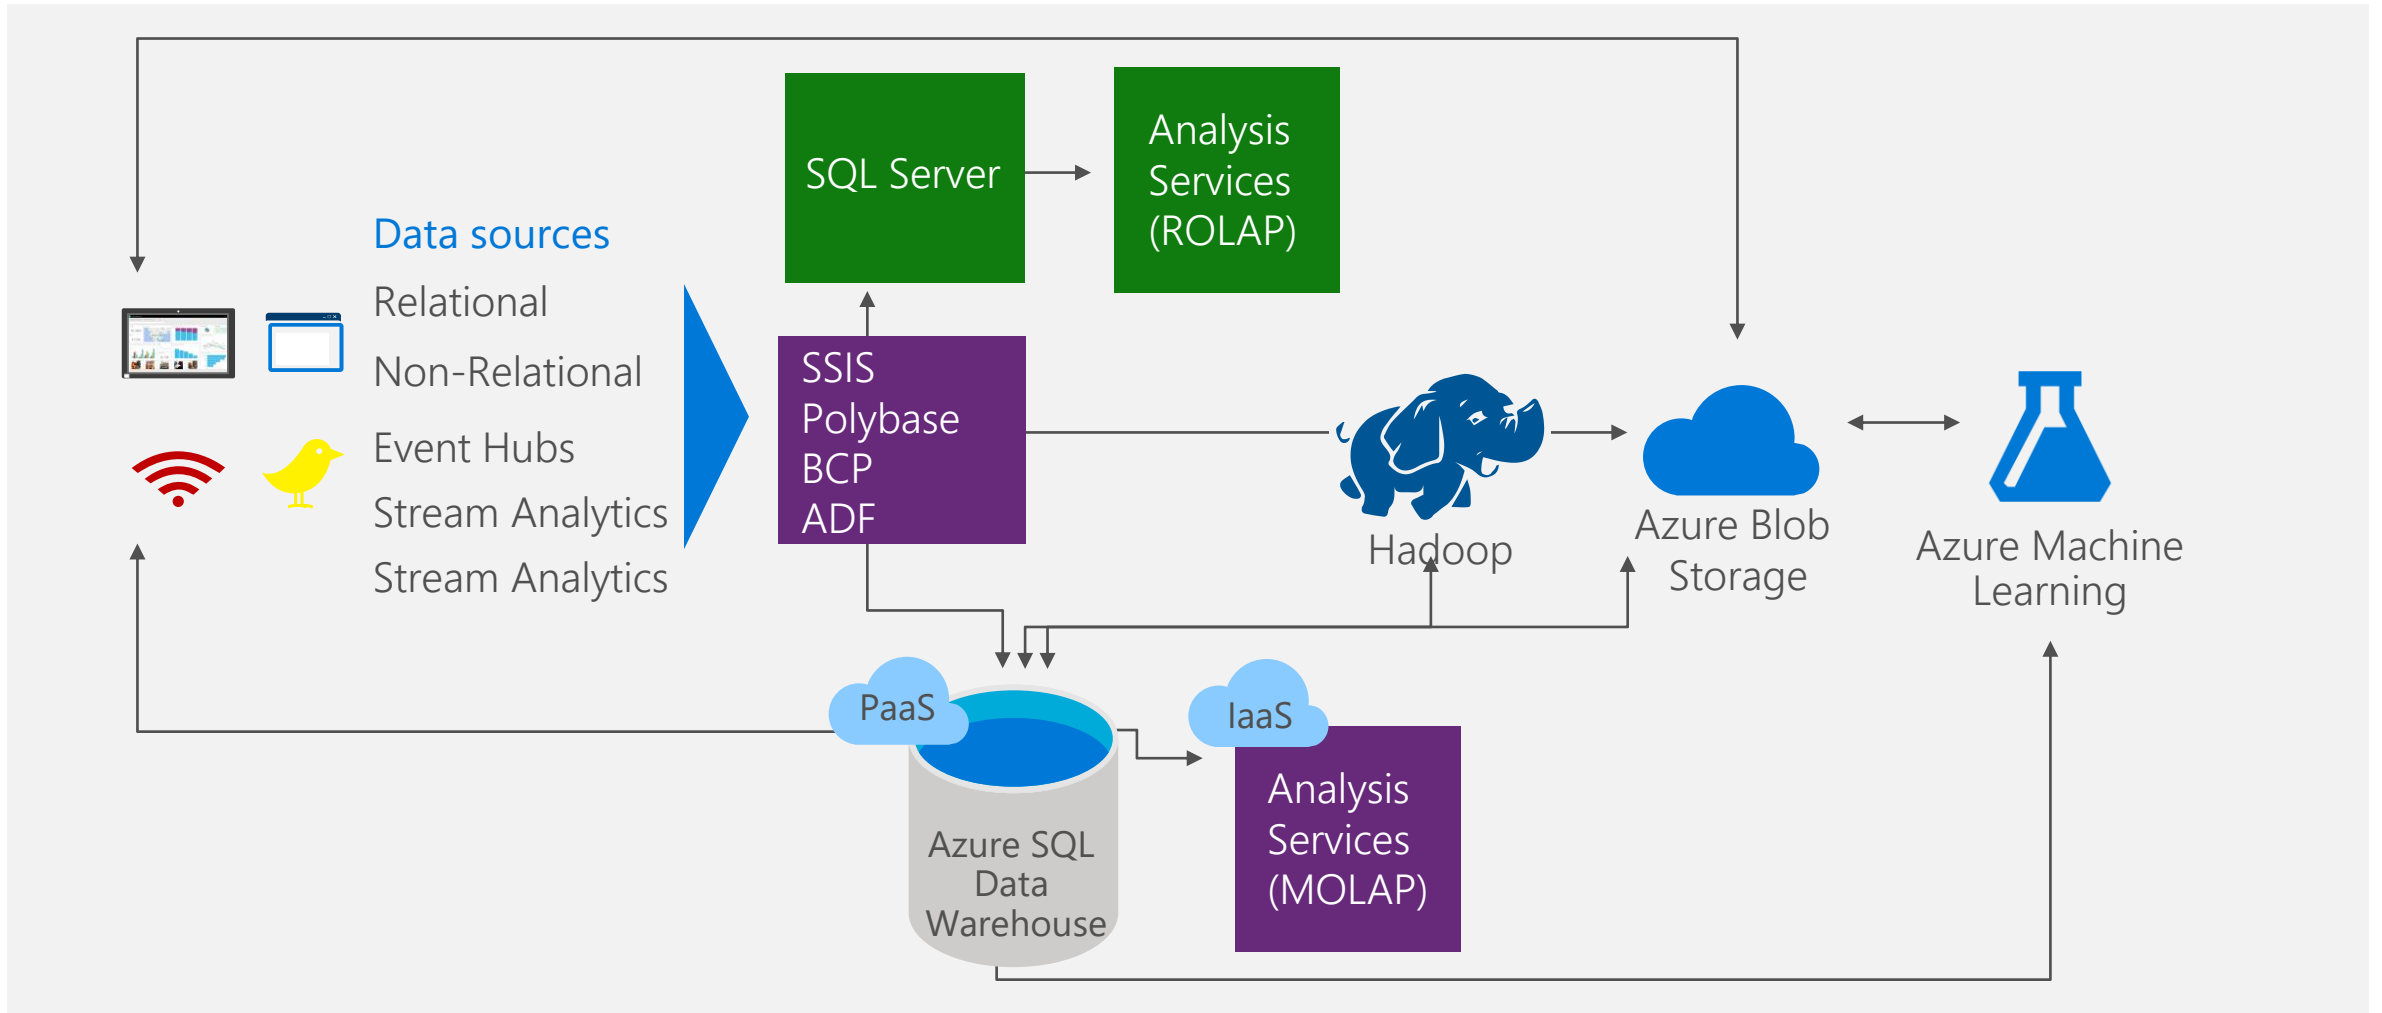 Data sources
Relational
Non-Relational
Event Hubs
Stream Analytics
Stream Analytics
SQL Server
Analysis
Services
(ROLAP)
SSIS
Polybase
BCP
ADF
Hadoop
Azure Blob
Storage
Azure Machine
Learning
PaaS
Azure SQL
Data
Warehouse
IaaS
Analysis
Services
(MOLAP)